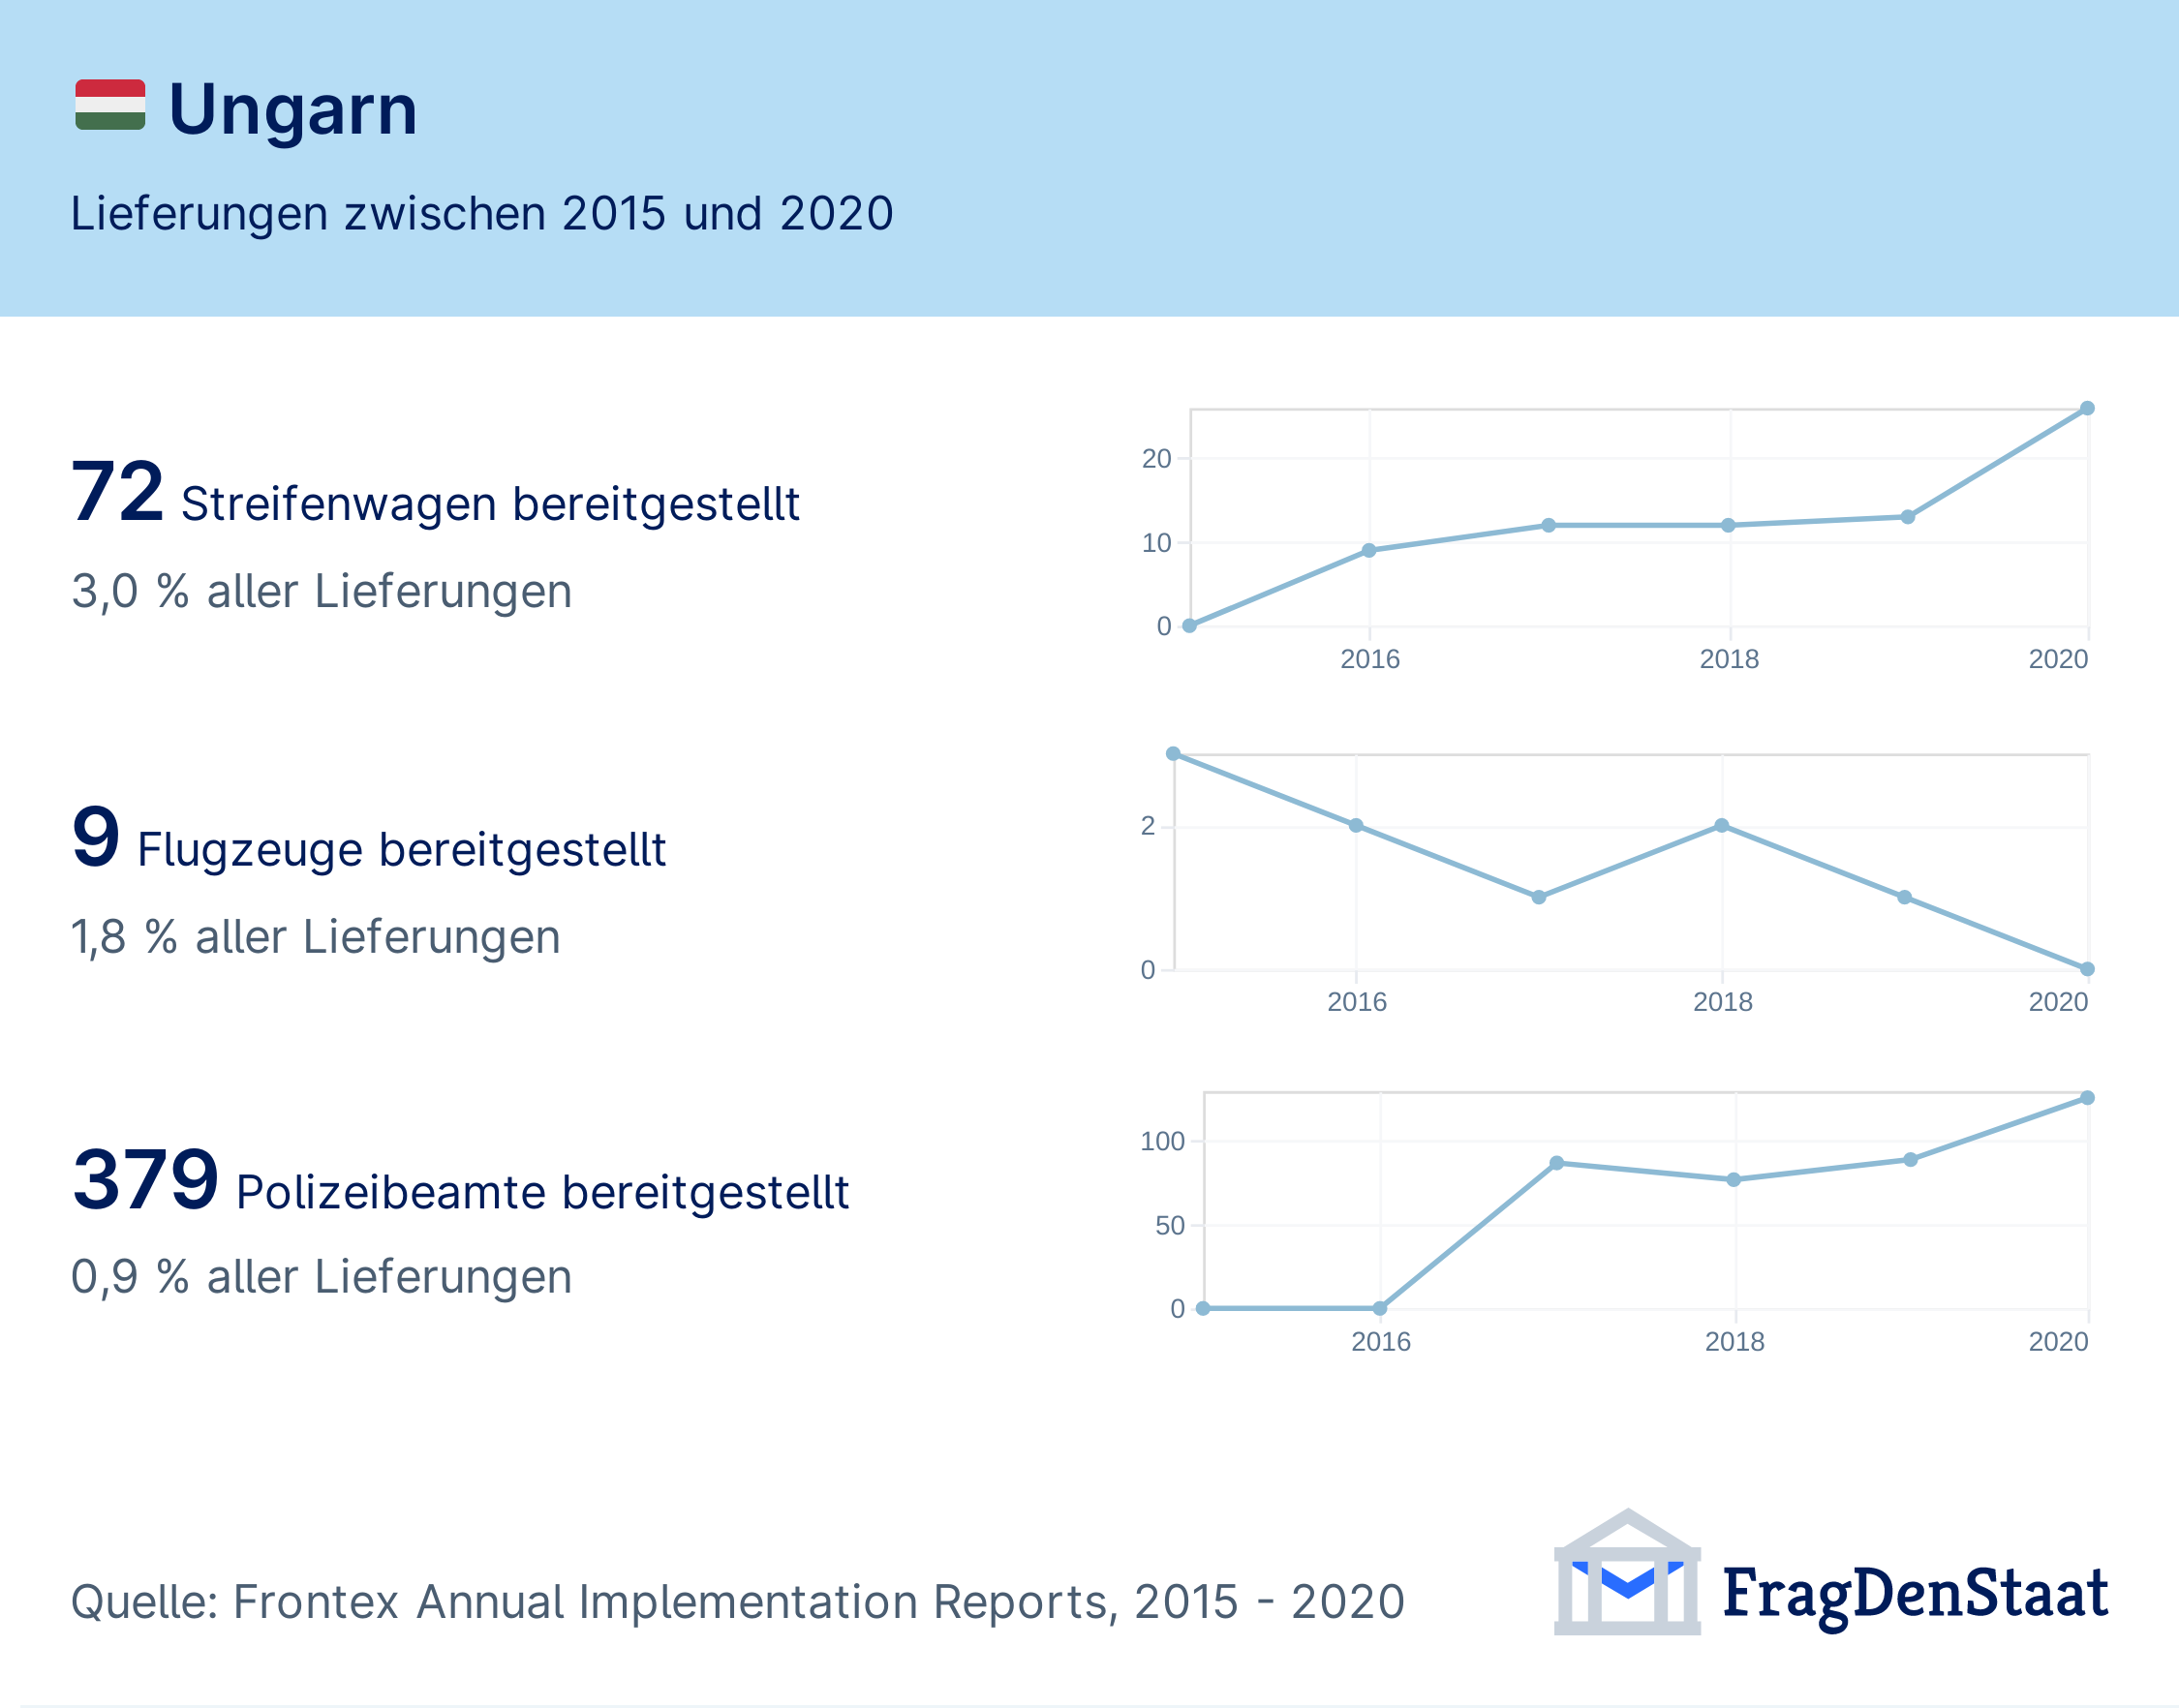 Ungarn
Lieferungen zwischen 2015 und 2020
72 Streifenwagen bereitgestellt
3,0 % aller Lieferungen
20
10
0
2016 2018 2020
9 Flugzeuge bereitgestellt
1,8 % aller Lieferungen
2
0
2016 2018 2020
379 Polizeibeamte bereitgestellt
0,9 % aller Lieferungen
100
50
0
2016 2018 2020
Quelle: Frontex Annual Implementation Reports, 2015 - 2020
FragDenStaat